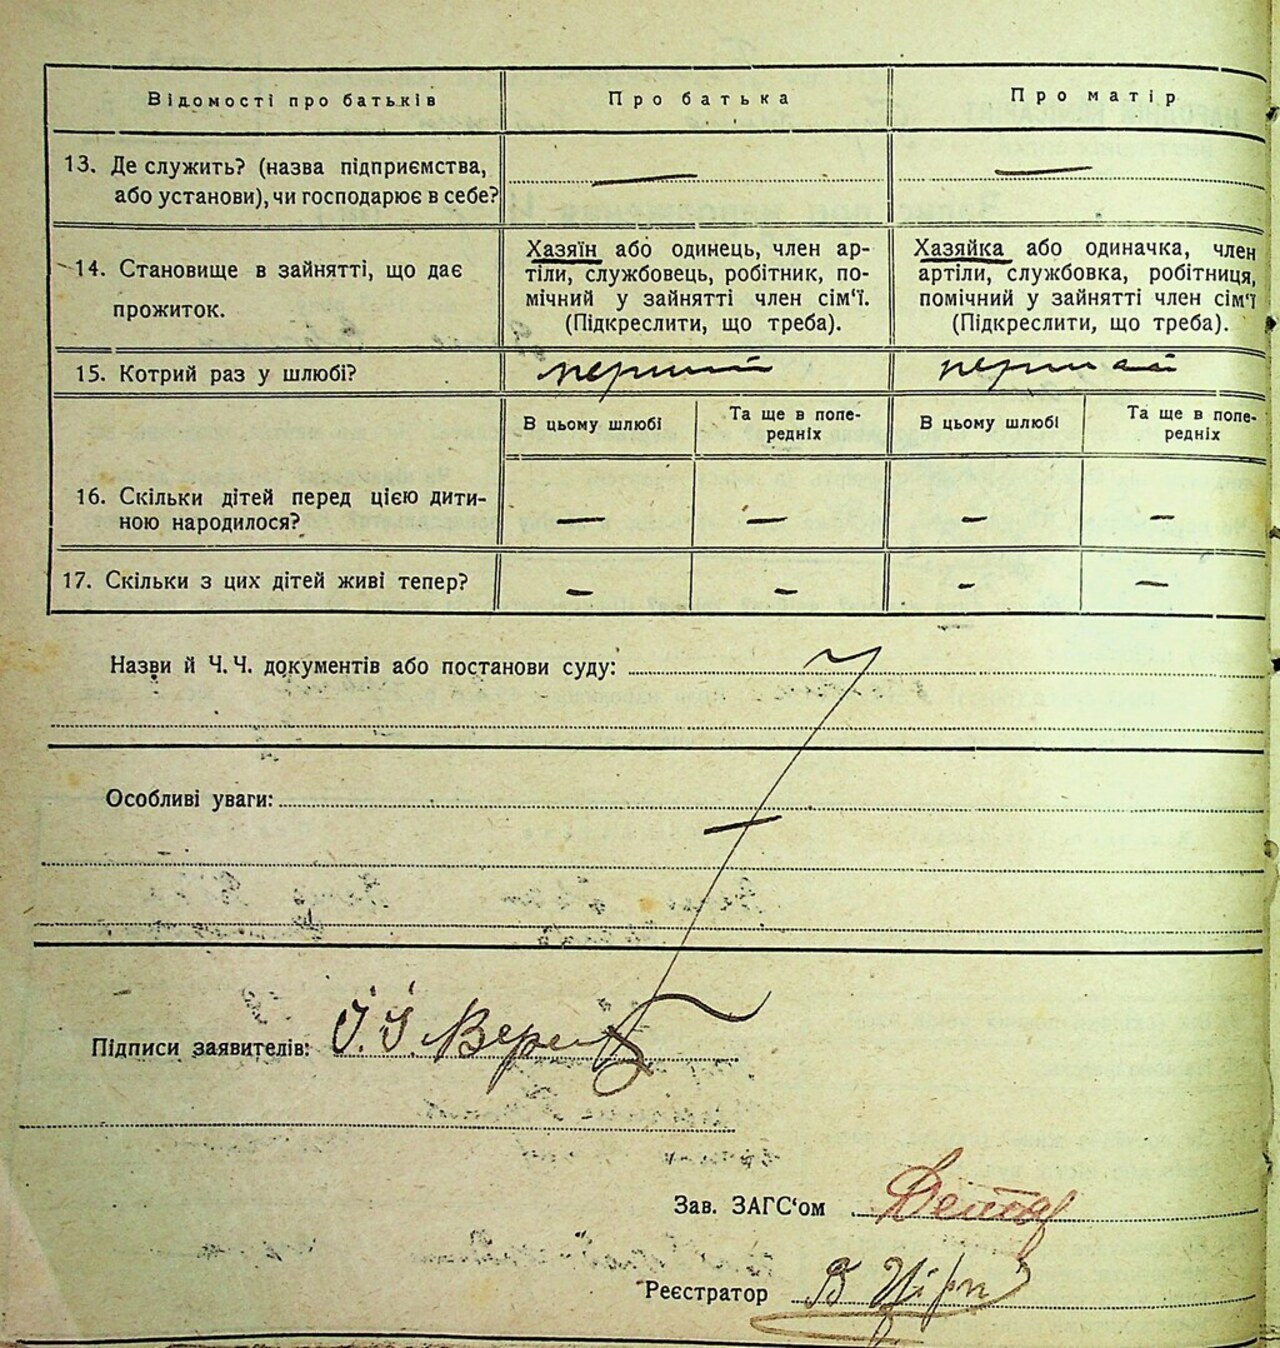 Відомості про батьків
Про батька
Про матір
13. Де служить? (назва підприємства,
або установи), чи господарює в себе?
—
—
14. Становище в зайнятті, що дає
прожиток.
Хазяїн або одинець, член ар-
тіли, службовець, робітник, по-
мічний у зайнятті член сім‘ї.
(Підкреслити, що треба).
Хазяйка або одиначка, член
артіли, службовка, робітниця,
помічний у зайнятті член сім‘ї
(Підкреслити, що треба).
15. Котрий раз у шлюбі?
перший
перший
В цьому шлюбі
Та ще в попе-
редніх
В цьому шлюбі
Та ще в попе-
редніх
16. Скільки дітей перед цією дити-
ною народилося?
— — — —
17. Скільки з цих дітей живі тепер?
— — — —
Назви й Ч. Ч. документів або постанови суду:
Особливі уваги:
—
Підписи заявителів: І. І.
Зав. ЗАГС‘ом
Реєстратор В